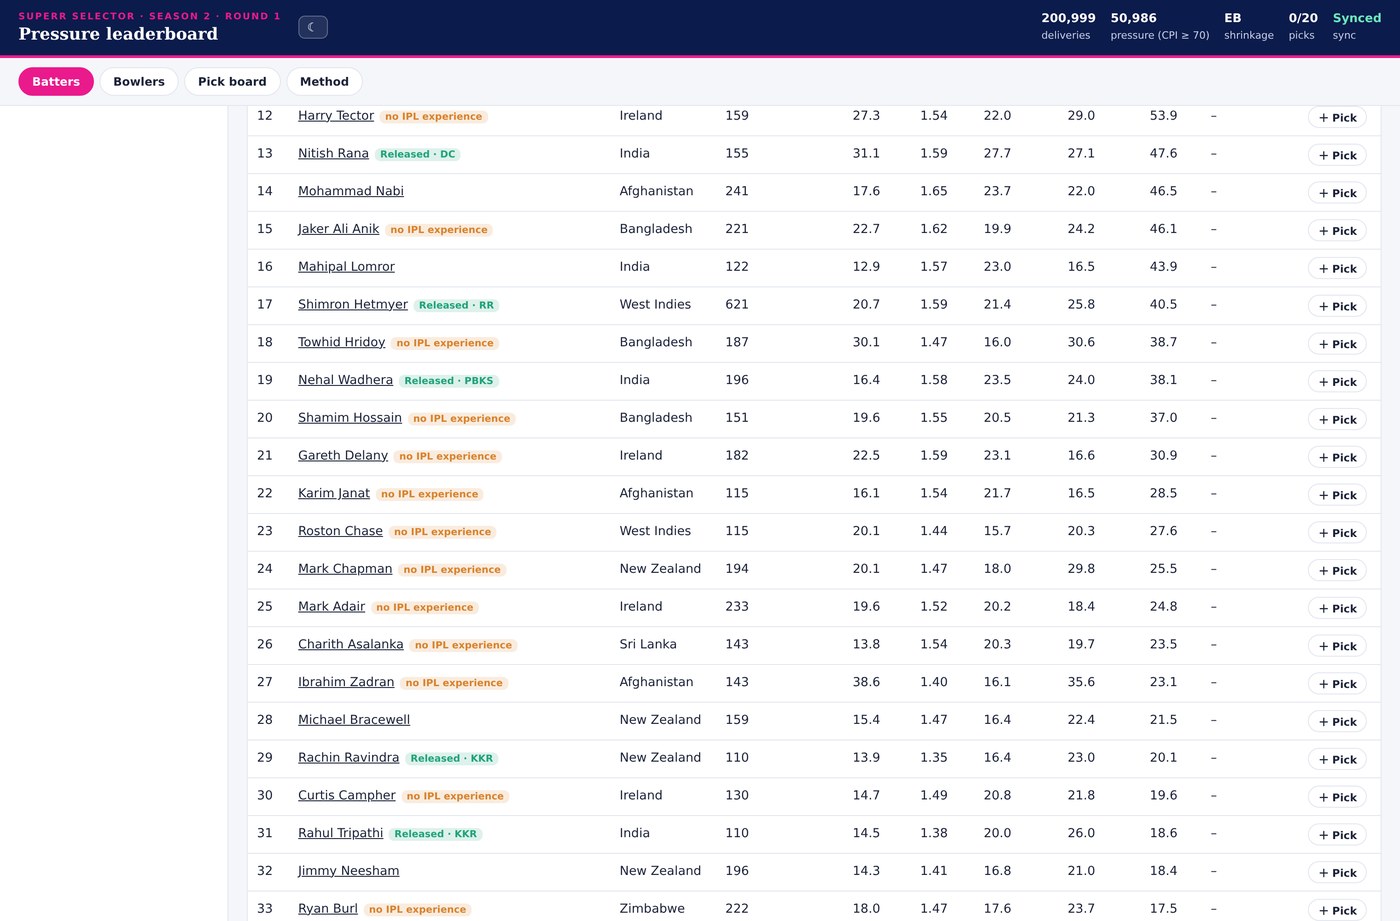 SUPERR SELECTOR · SEASON 2 · ROUND 1
Pressure leaderboard
☾
200,999 deliveries
50,986 pressure (CPI ≥ 70)
EB shrinkage
0/20 picks
Synced sync
Batters Bowlers Pick board Method
12 Harry Tector no IPL experience Ireland 159 27.3 1.54 22.0 29.0 53.9 – + Pick
13 Nitish Rana Released · DC India 155 31.1 1.59 27.7 27.1 47.6 – + Pick
14 Mohammad Nabi Afghanistan 241 17.6 1.65 23.7 22.0 46.5 – + Pick
15 Jaker Ali Anik no IPL experience Bangladesh 221 22.7 1.62 19.9 24.2 46.1 – + Pick
16 Mahipal Lomror India 122 12.9 1.57 23.0 16.5 43.9 – + Pick
17 Shimron Hetmyer Released · RR West Indies 621 20.7 1.59 21.4 25.8 40.5 – + Pick
18 Towhid Hridoy no IPL experience Bangladesh 187 30.1 1.47 16.0 30.6 38.7 – + Pick
19 Nehal Wadhera Released · PBKS India 196 16.4 1.58 23.5 24.0 38.1 – + Pick
20 Shamim Hossain no IPL experience Bangladesh 151 19.6 1.55 20.5 21.3 37.0 – + Pick
21 Gareth Delany no IPL experience Ireland 182 22.5 1.59 23.1 16.6 30.9 – + Pick
22 Karim Janat no IPL experience Afghanistan 115 16.1 1.54 21.7 16.5 28.5 – + Pick
23 Roston Chase no IPL experience West Indies 115 20.1 1.44 15.7 20.3 27.6 – + Pick
24 Mark Chapman no IPL experience New Zealand 194 20.1 1.47 18.0 29.8 25.5 – + Pick
25 Mark Adair no IPL experience Ireland 233 19.6 1.52 20.2 18.4 24.8 – + Pick
26 Charith Asalanka no IPL experience Sri Lanka 143 13.8 1.54 20.3 19.7 23.5 – + Pick
27 Ibrahim Zadran no IPL experience Afghanistan 143 38.6 1.40 16.1 35.6 23.1 – + Pick
28 Michael Bracewell New Zealand 159 15.4 1.47 16.4 22.4 21.5 – + Pick
29 Rachin Ravindra Released · KKR New Zealand 110 13.9 1.35 16.4 23.0 20.1 – + Pick
30 Curtis Campher no IPL experience Ireland 130 14.7 1.49 20.8 21.8 19.6 – + Pick
31 Rahul Tripathi Released · KKR India 110 14.5 1.38 20.0 26.0 18.6 – + Pick
32 Jimmy Neesham New Zealand 196 14.3 1.41 16.8 21.0 18.4 – + Pick
33 Ryan Burl no IPL experience Zimbabwe 222 18.0 1.47 17.6 23.7 17.5 – + Pick